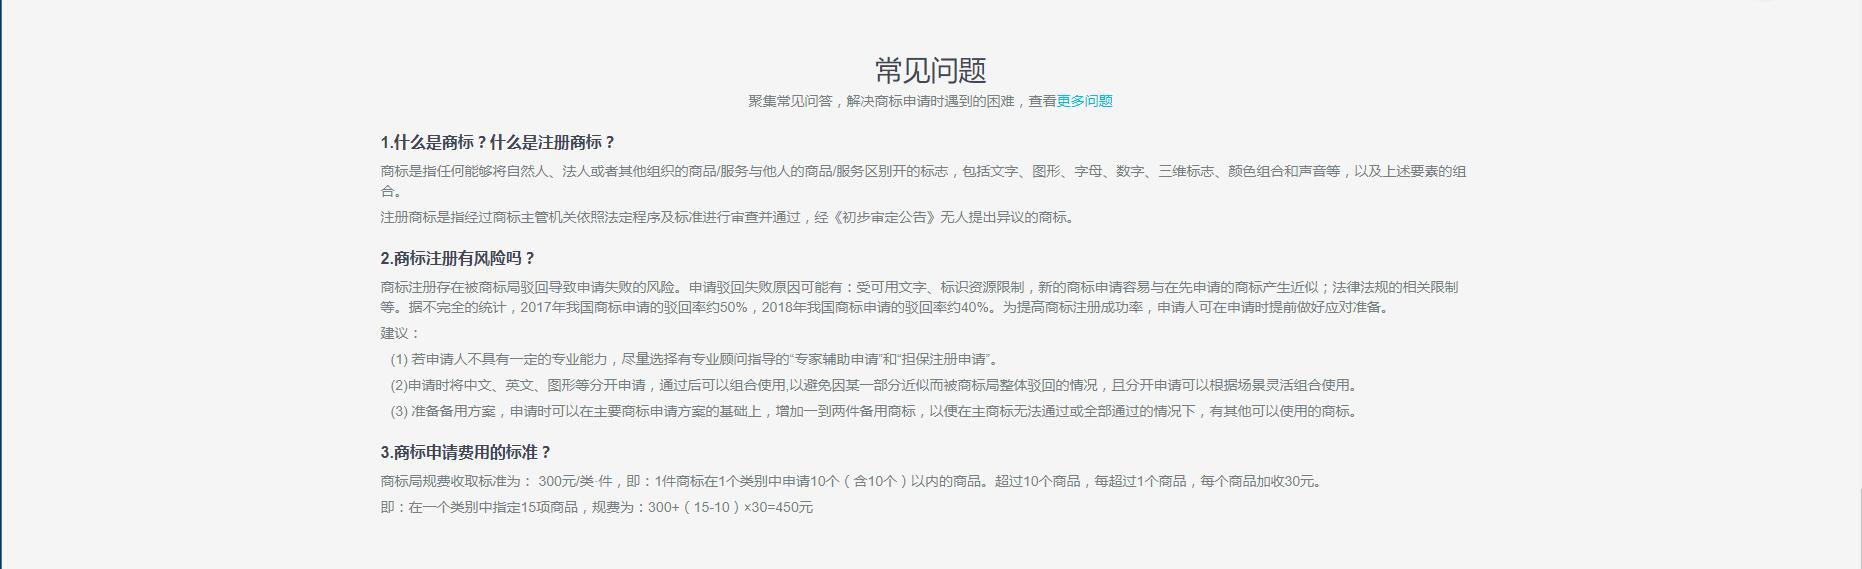 常见问题
聚集常见问答，解决商标申请时遇到的困难，查看更多问题
1.什么是商标？什么是注册商标？
商标是指任何能够将自然人、法人或者其他组织的商品/服务与他人的商品/服务区别开的标志，包括文字、图形、字母、数字、三维标志、颜色组合和声音等，以及上述要素的组
合。
注册商标是指经过商标主管机关依照法定程序及标准进行审查并通过，经《初步审定公告》无人提出异议的商标。
2.商标注册有风险吗？
商标注册存在被商标局驳回导致申请失败的风险。申请驳回失败原因可能有：受可用文字、标识资源限制，新的商标申请容易与在先申请的商标产生近似；法律法规的相关限制
等。据不完全的统计，2017年我国商标申请的驳回率约50%，2018年我国商标申请的驳回率约40%。为提高商标注册成功率，申请人可在申请时提前做好应对准备。
建议：
(1) 若申请人不具有一定的专业能力，尽量选择有专业顾问指导的“专家辅助申请”和“担保注册申请”。
(2)申请时将中文、英文、图形等分开申请，通过后可以组合使用,以避免因某一部分近似而被商标局整体驳回的情况，且分开申请可以根据场景灵活组合使用。
(3) 准备备用方案，申请时可以在主要商标申请方案的基础上，增加一到两件备用商标，以便在主商标无法通过或全部通过的情况下，有其他可以使用的商标。
3.商标申请费用的标准？
商标局规费收取标准为： 300元/类·件，即：1件商标在1个类别中申请10个（含10个）以内的商品。超过10个商品，每超过1个商品，每个商品加收30元。
即：在一个类别中指定15项商品，规费为：300+（15-10）×30=450元